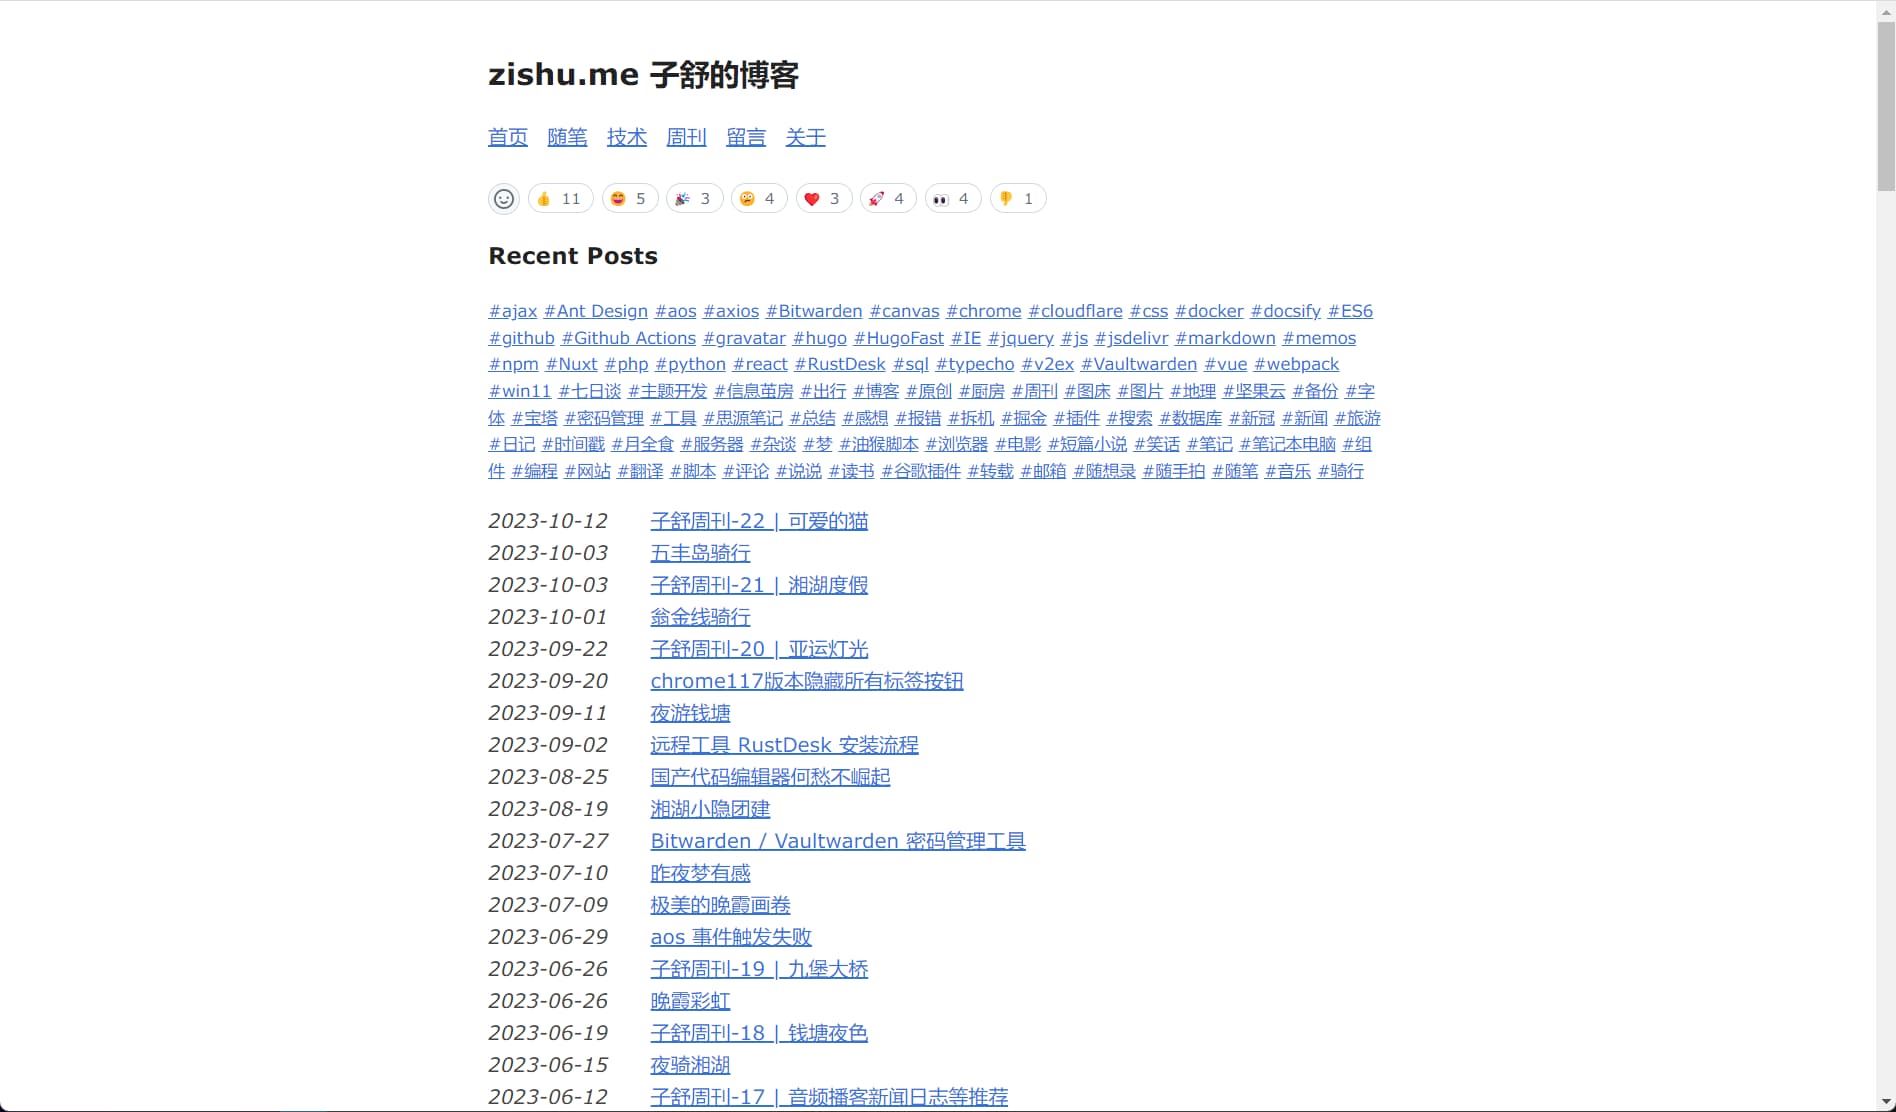 zishu.me 子舒的博客
首页 随笔 技术 周刊 留言 关于
11 5 3 4 3 4 4 1
Recent Posts
#ajax #Ant Design #aos #axios #Bitwarden #canvas #chrome #cloudflare #css #docker #docsify #ES6
#github #Github Actions #gravatar #hugo #HugoFast #IE #jquery #js #jsdelivr #markdown #memos
#npm #Nuxt #php #python #react #RustDesk #sql #typecho #v2ex #Vaultwarden #vue #webpack
#win11 #七日谈 #主题开发 #信息茧房 #出行 #博客 #原创 #厨房 #周刊 #图床 #图片 #地理 #坚果云 #备份 #字
体 #宝塔 #密码管理 #工具 #思源笔记 #总结 #感想 #报错 #拆机 #掘金 #插件 #搜索 #数据库 #新冠 #新闻 #旅游
#日记 #时间戳 #月全食 #服务器 #杂谈 #梦 #油猴脚本 #浏览器 #电影 #短篇小说 #笑话 #笔记 #笔记本电脑 #组
件 #编程 #网站 #翻译 #脚本 #评论 #说说 #读书 #谷歌插件 #转载 #邮箱 #随想录 #随手拍 #随笔 #音乐 #骑行
2023-10-12 子舒周刊-22 | 可爱的猫
2023-10-03 五丰岛骑行
2023-10-03 子舒周刊-21 | 湘湖度假
2023-10-01 翁金线骑行
2023-09-22 子舒周刊-20 | 亚运灯光
2023-09-20 chrome117版本隐藏所有标签按钮
2023-09-11 夜游钱塘
2023-09-02 远程工具 RustDesk 安装流程
2023-08-25 国产代码编辑器何愁不崛起
2023-08-19 湘湖小隐团建
2023-07-27 Bitwarden / Vaultwarden 密码管理工具
2023-07-10 昨夜梦有感
2023-07-09 极美的晚霞画卷
2023-06-29 aos 事件触发失败
2023-06-26 子舒周刊-19 | 九堡大桥
2023-06-26 晚霞彩虹
2023-06-19 子舒周刊-18 | 钱塘夜色
2023-06-15 夜骑湘湖
2023-06-12 子舒周刊-17 | 音频播客新闻日志等推荐